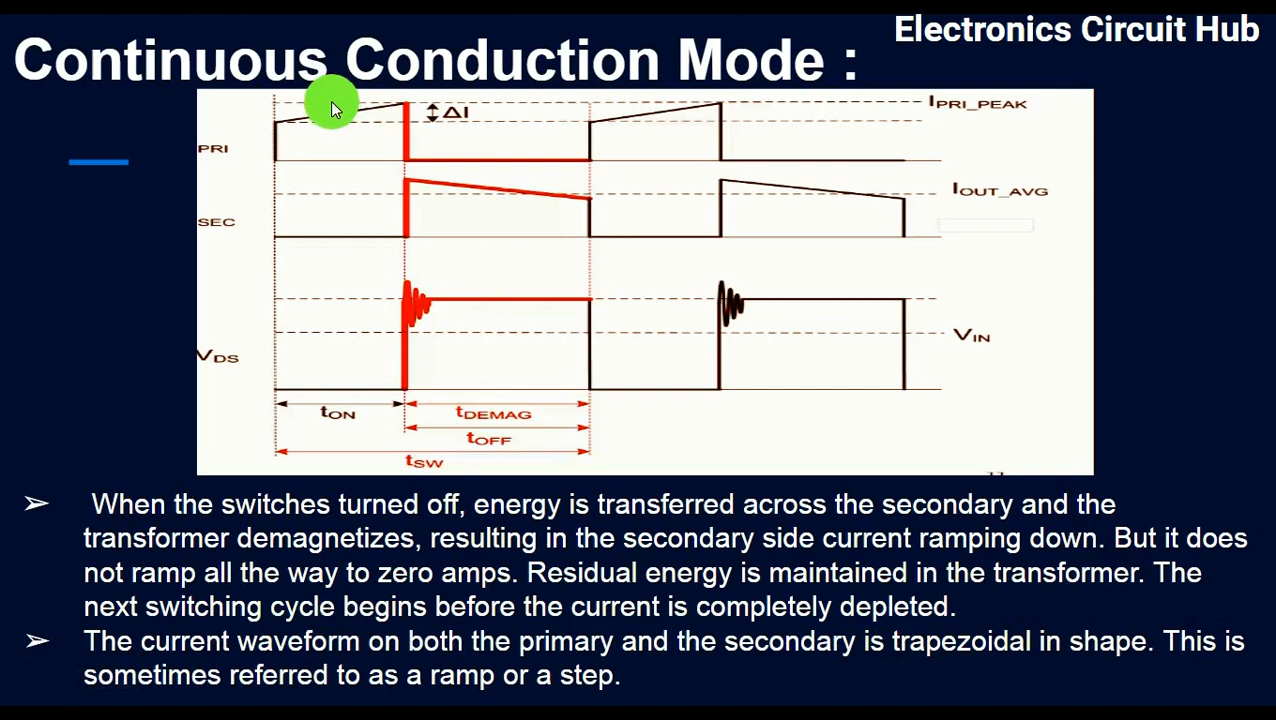 Electronics Circuit Hub
Continuous Conduction Mode :
IPRI_PEAK
ΔI
PRI
IOUT_AVG
SEC
VIN
VDS
tON
tDEMAG
tOFF
tSW
➢ When the switches turned off, energy is transferred across the secondary and the
transformer demagnetizes, resulting in the secondary side current ramping down. But it does
not ramp all the way to zero amps. Residual energy is maintained in the transformer. The
next switching cycle begins before the current is completely depleted.
➢ The current waveform on both the primary and the secondary is trapezoidal in shape. This is
sometimes referred to as a ramp or a step.